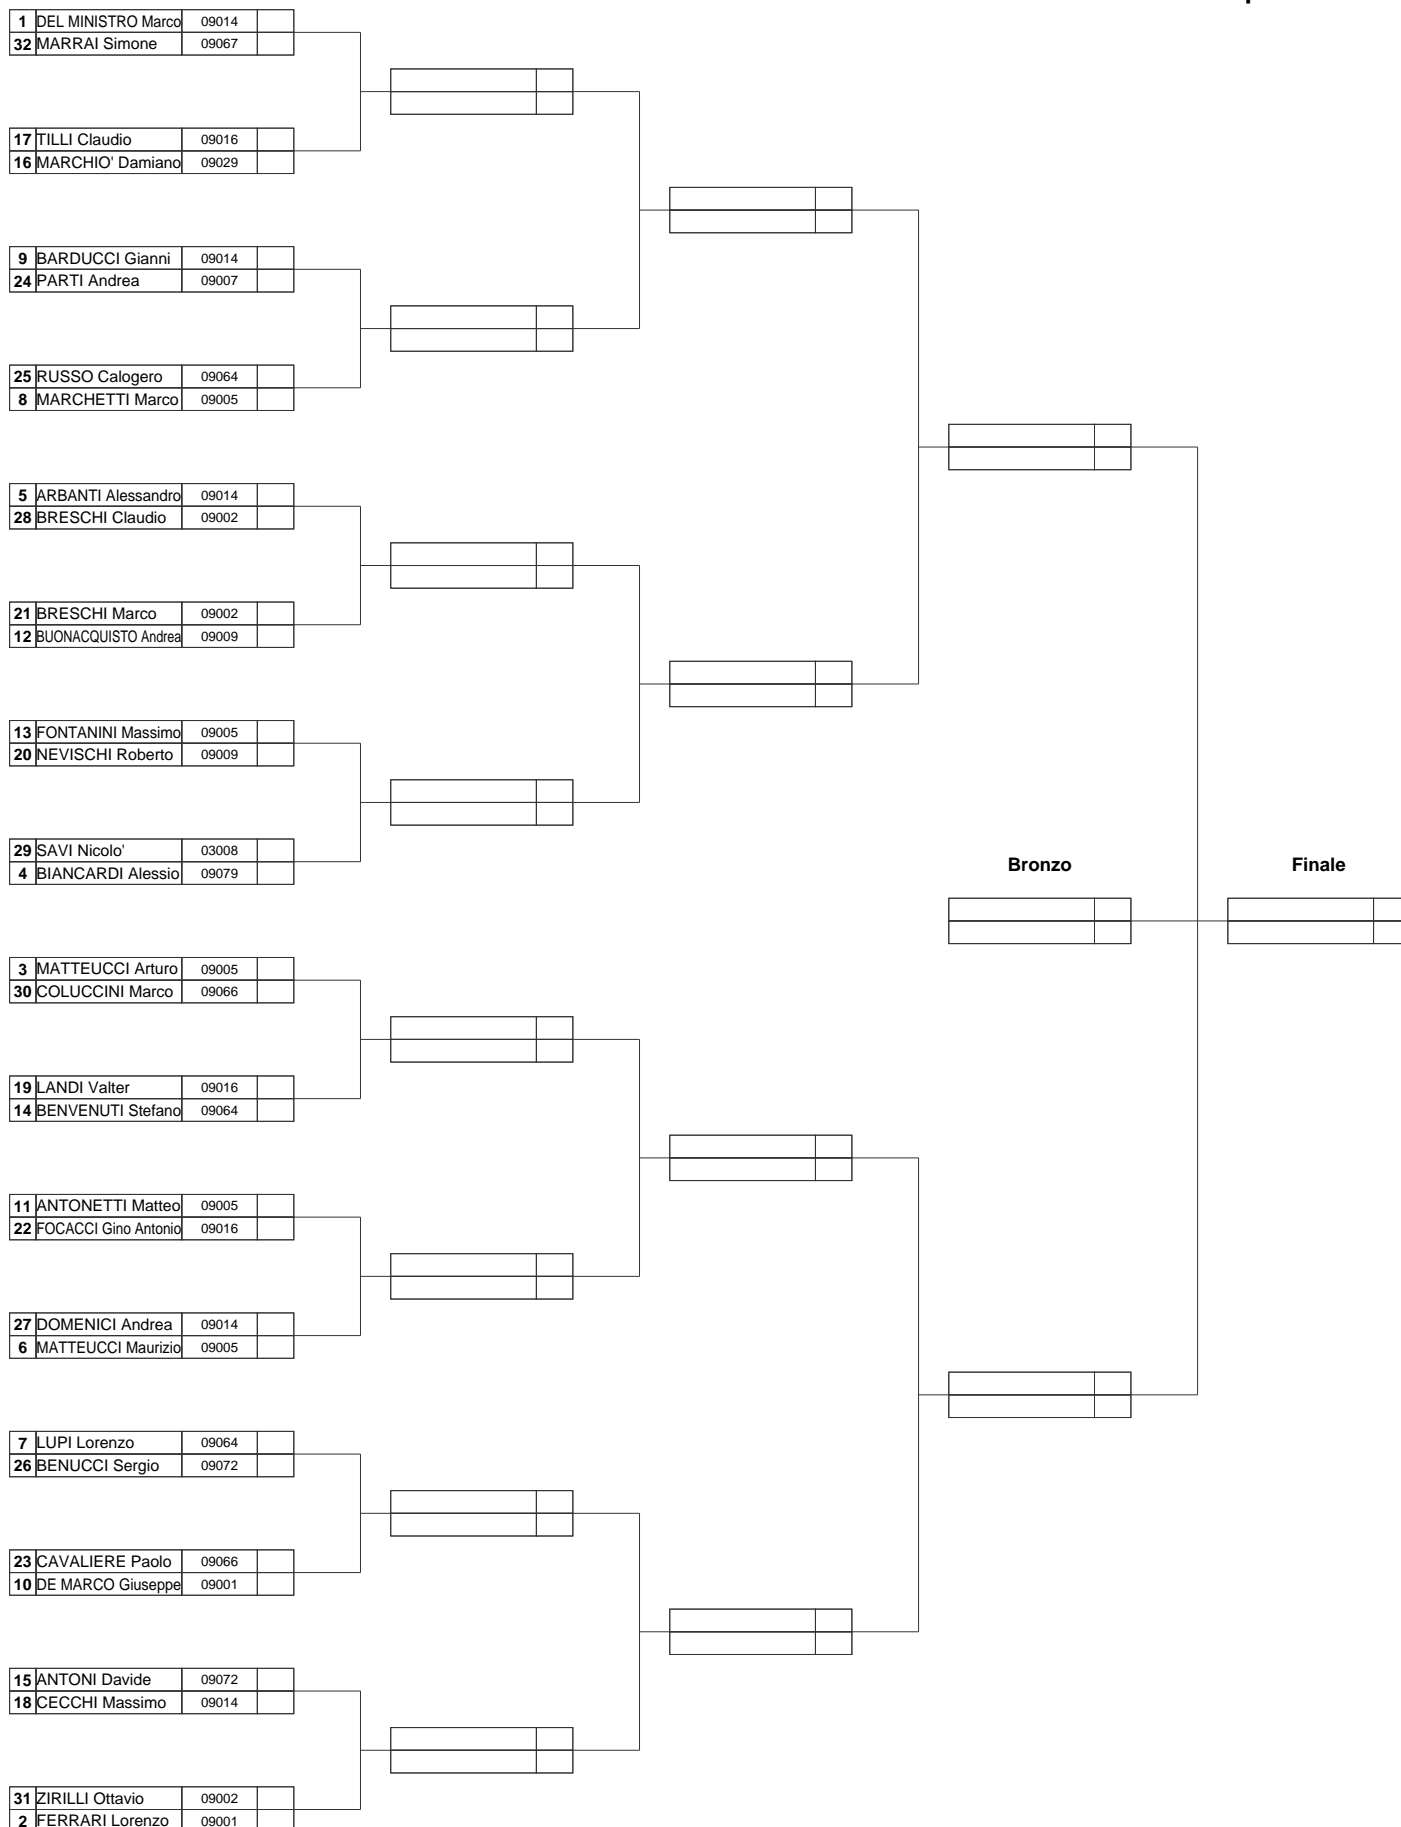 1 DEL MINISTRO Marco 09014
32 MARRAI Simone 09067
17 TILLI Claudio 09016
16 MARCHIO' Damiano 09029
9 BARDUCCI Gianni 09014
24 PARTI Andrea 09007
25 RUSSO Calogero 09064
8 MARCHETTI Marco 09005
5 ARBANTI Alessandro 09014
28 BRESCHI Claudio 09002
21 BRESCHI Marco 09002
12 BUONACQUISTO Andrea 09009
13 FONTANINI Massimo 09005
20 NEVISCHI Roberto 09009
29 SAVI Nicolo' 03008
4 BIANCARDI Alessio 09079
Bronzo Finale
3 MATTEUCCI Arturo 09005
30 COLUCCINI Marco 09066
19 LANDI Valter 09016
14 BENVENUTI Stefano 09064
11 ANTONETTI Matteo 09005
22 FOCACCI Gino Antonio 09016
27 DOMENICI Andrea 09014
6 MATTEUCCI Maurizio 09005
7 LUPI Lorenzo 09064
26 BENUCCI Sergio 09072
23 CAVALIERE Paolo 09066
10 DE MARCO Giuseppe 09001
15 ANTONI Davide 09072
18 CECCHI Massimo 09014
31 ZIRILLI Ottavio 09002
2 FERRARI Lorenzo 09001